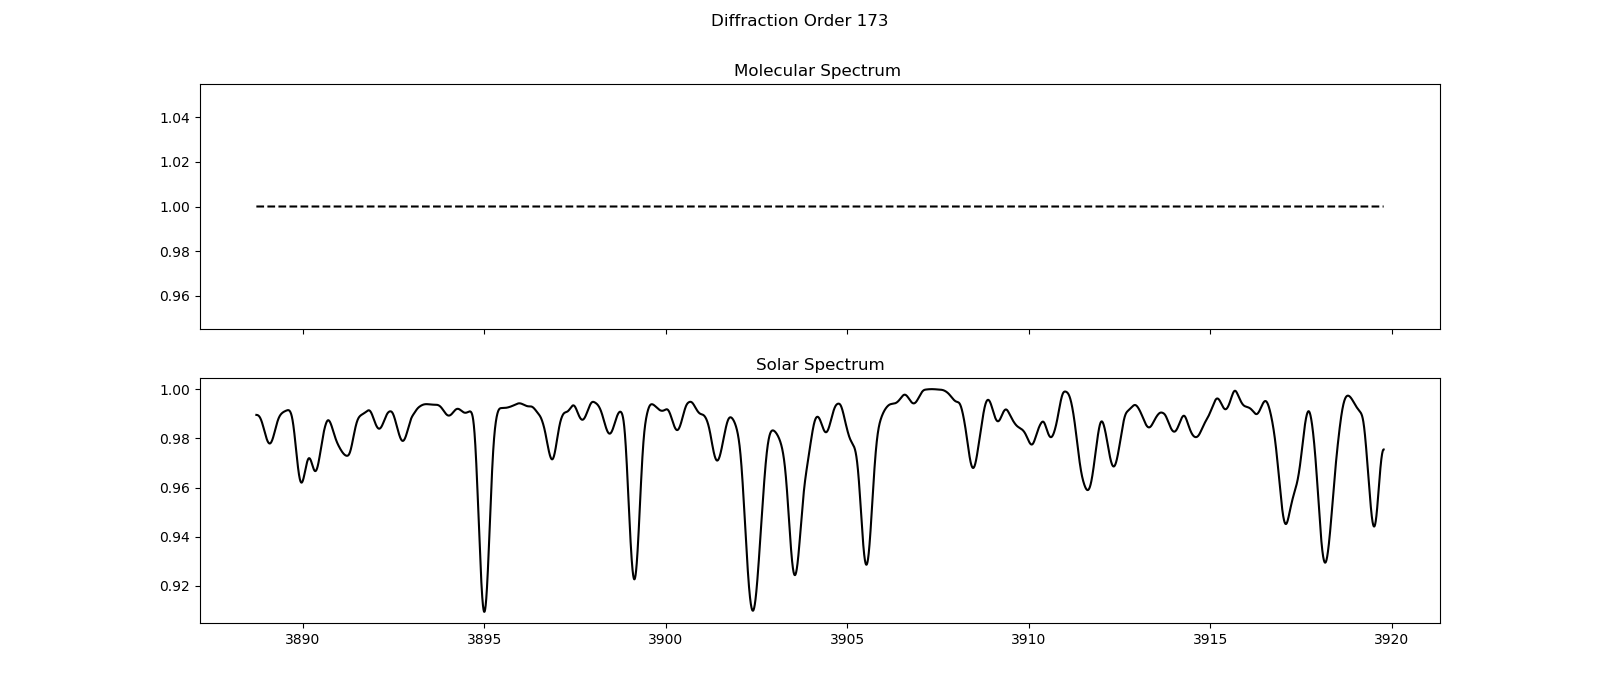 Diffraction Order 173
Molecular Spectrum
1.04
1.02
1.00
0.98
0.96
Solar Spectrum
1.00
0.98
0.96
0.94
0.92
3890 3895 3900 3905 3910 3915 3920